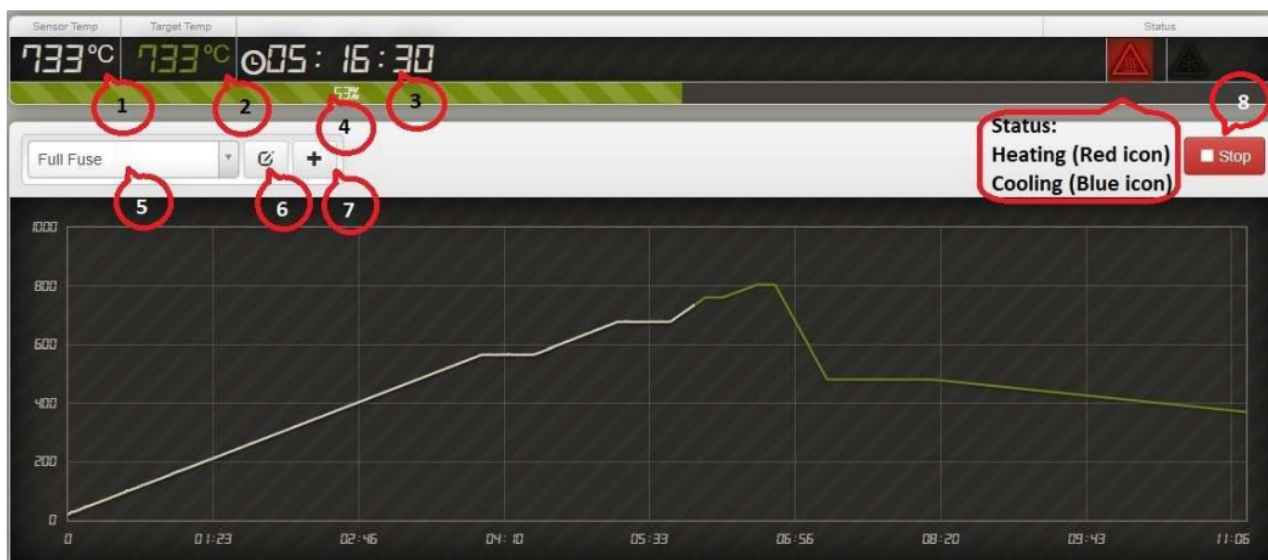 Sensor Temp Target Temp Status
733°C 733°C 05:16:30
53%
1 2 3 4 8
Status:
Heating (Red icon)
Cooling (Blue icon)
Full Fuse
Stop
5 6 7
1000
800
600
400
200
0
0 01:23 02:46 04:10 05:33 06:56 08:20 09:43 11:06